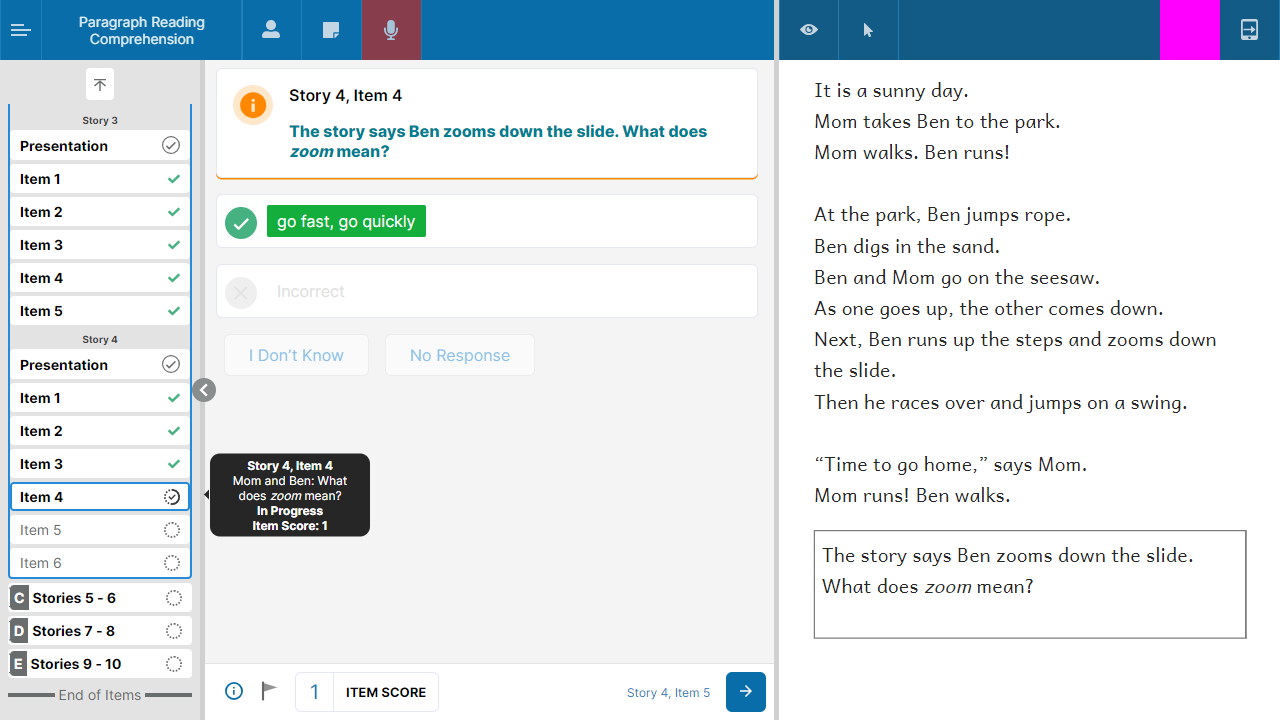 Paragraph Reading
Comprehension
Story 3
Presentation
Item 1
Item 2
Item 3
Item 4
Item 5
Story 4
Presentation
Item 1
Item 2
Item 3
Item 4
Item 5
Item 6
C Stories 5 - 6
D Stories 7 - 8
E Stories 9 - 10
End of Items
Story 4, Item 4
The story says Ben zooms down the slide. What does
zoom mean?
go fast, go quickly
Incorrect
I Don’t Know
No Response
Story 4, Item 4
Mom and Ben: What
does zoom mean?
In Progress
Item Score: 1
1 ITEM SCORE
Story 4, Item 5
It is a sunny day.
Mom takes Ben to the park.
Mom walks. Ben runs!
At the park, Ben jumps rope.
Ben digs in the sand.
Ben and Mom go on the seesaw.
As one goes up, the other comes down.
Next, Ben runs up the steps and zooms down
the slide.
Then he races over and jumps on a swing.
“Time to go home,” says Mom.
Mom runs! Ben walks.
The story says Ben zooms down the slide.
What does zoom mean?